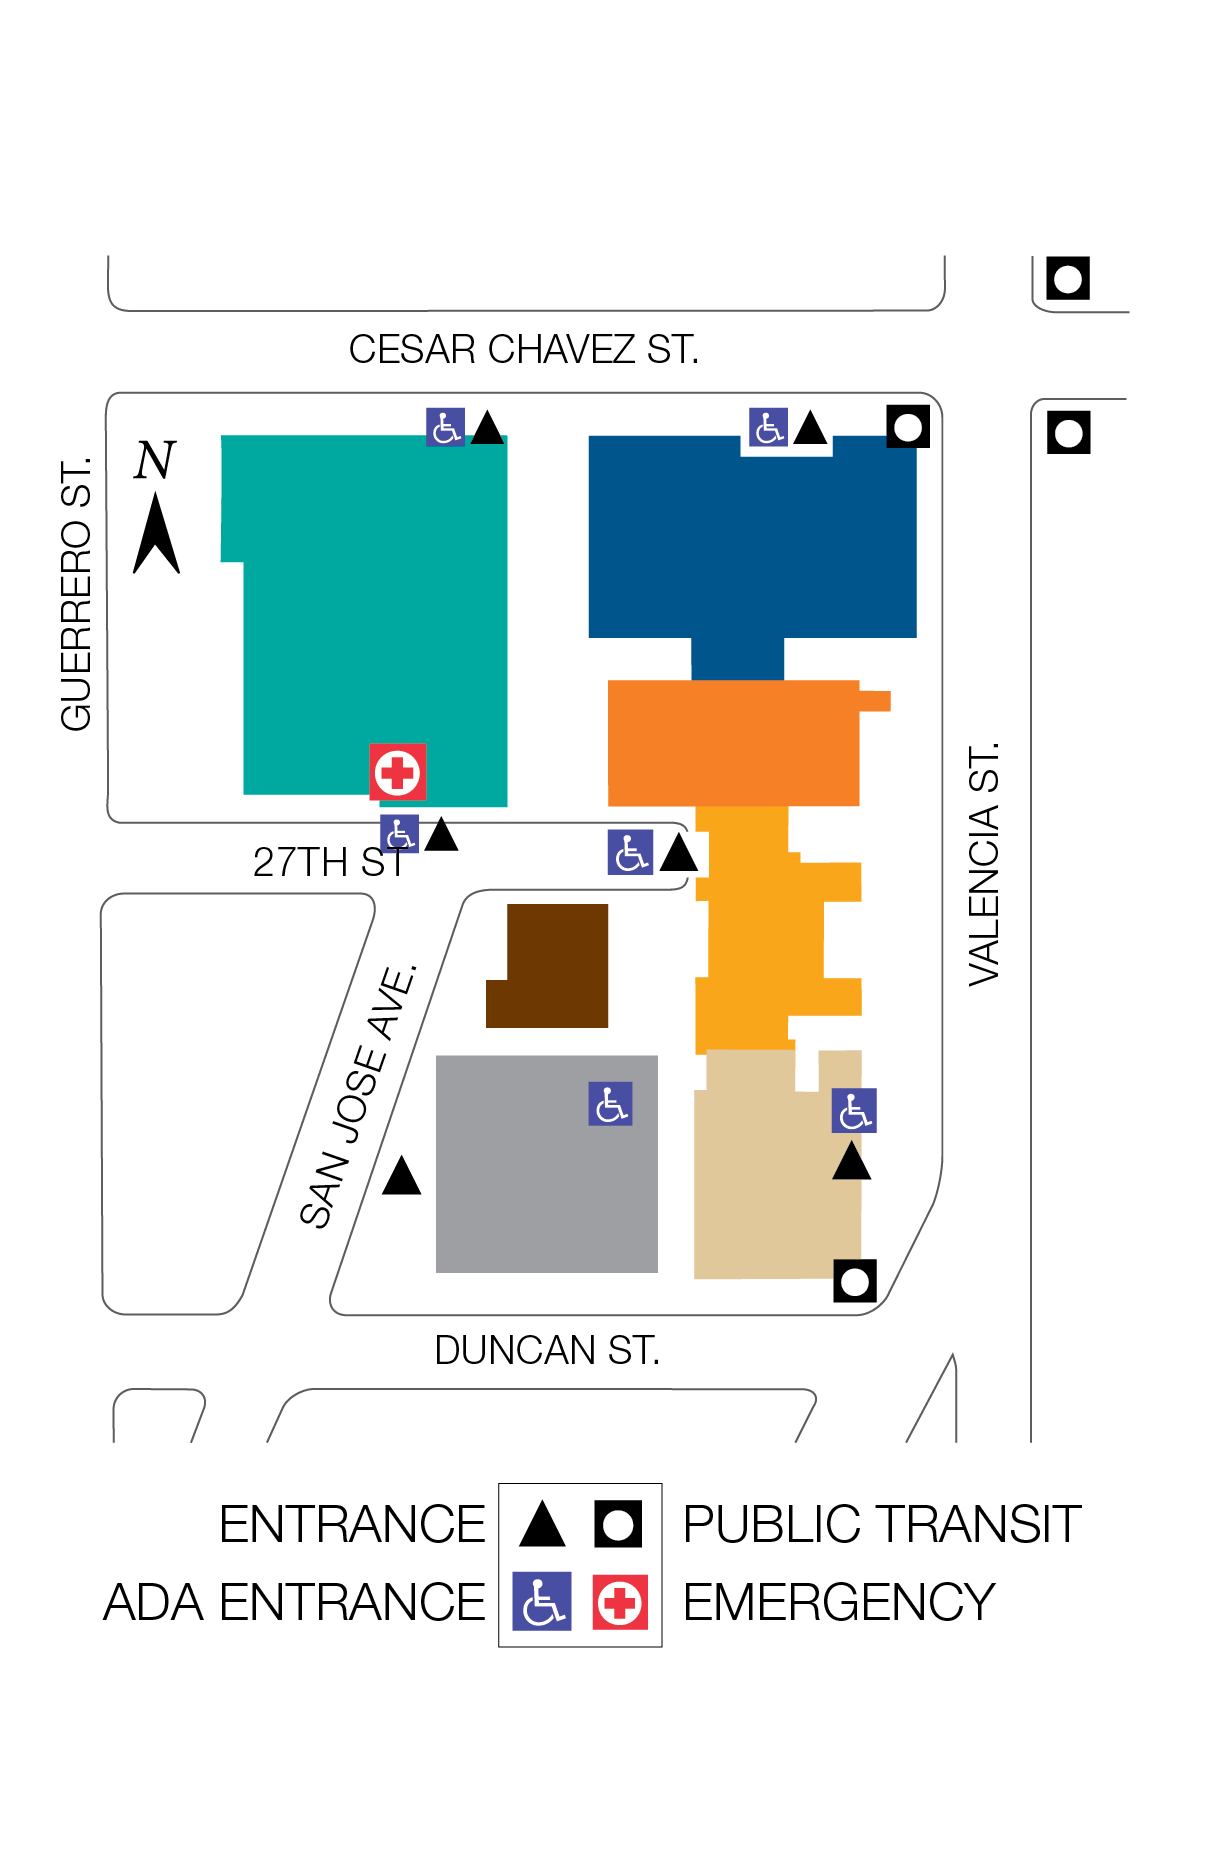 CESAR CHAVEZ ST.
N
GUERRERO ST.
VALENCIA ST.
27TH ST
SAN JOSE AVE.
DUNCAN ST.
ENTRANCE
PUBLIC TRANSIT
ADA ENTRANCE
EMERGENCY